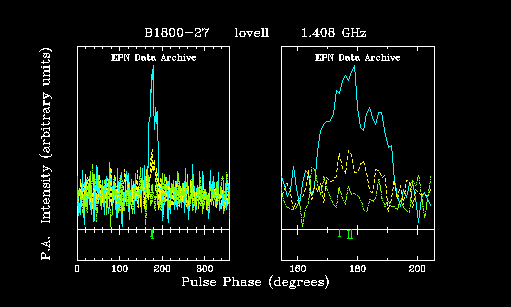 B1800-27 lovell 1.408 GHz
EPN Data Archive EPN Data Archive
P.A. Intensity (arbitrary units)
0 100 200 300 160 180 200
Pulse Phase (degrees)